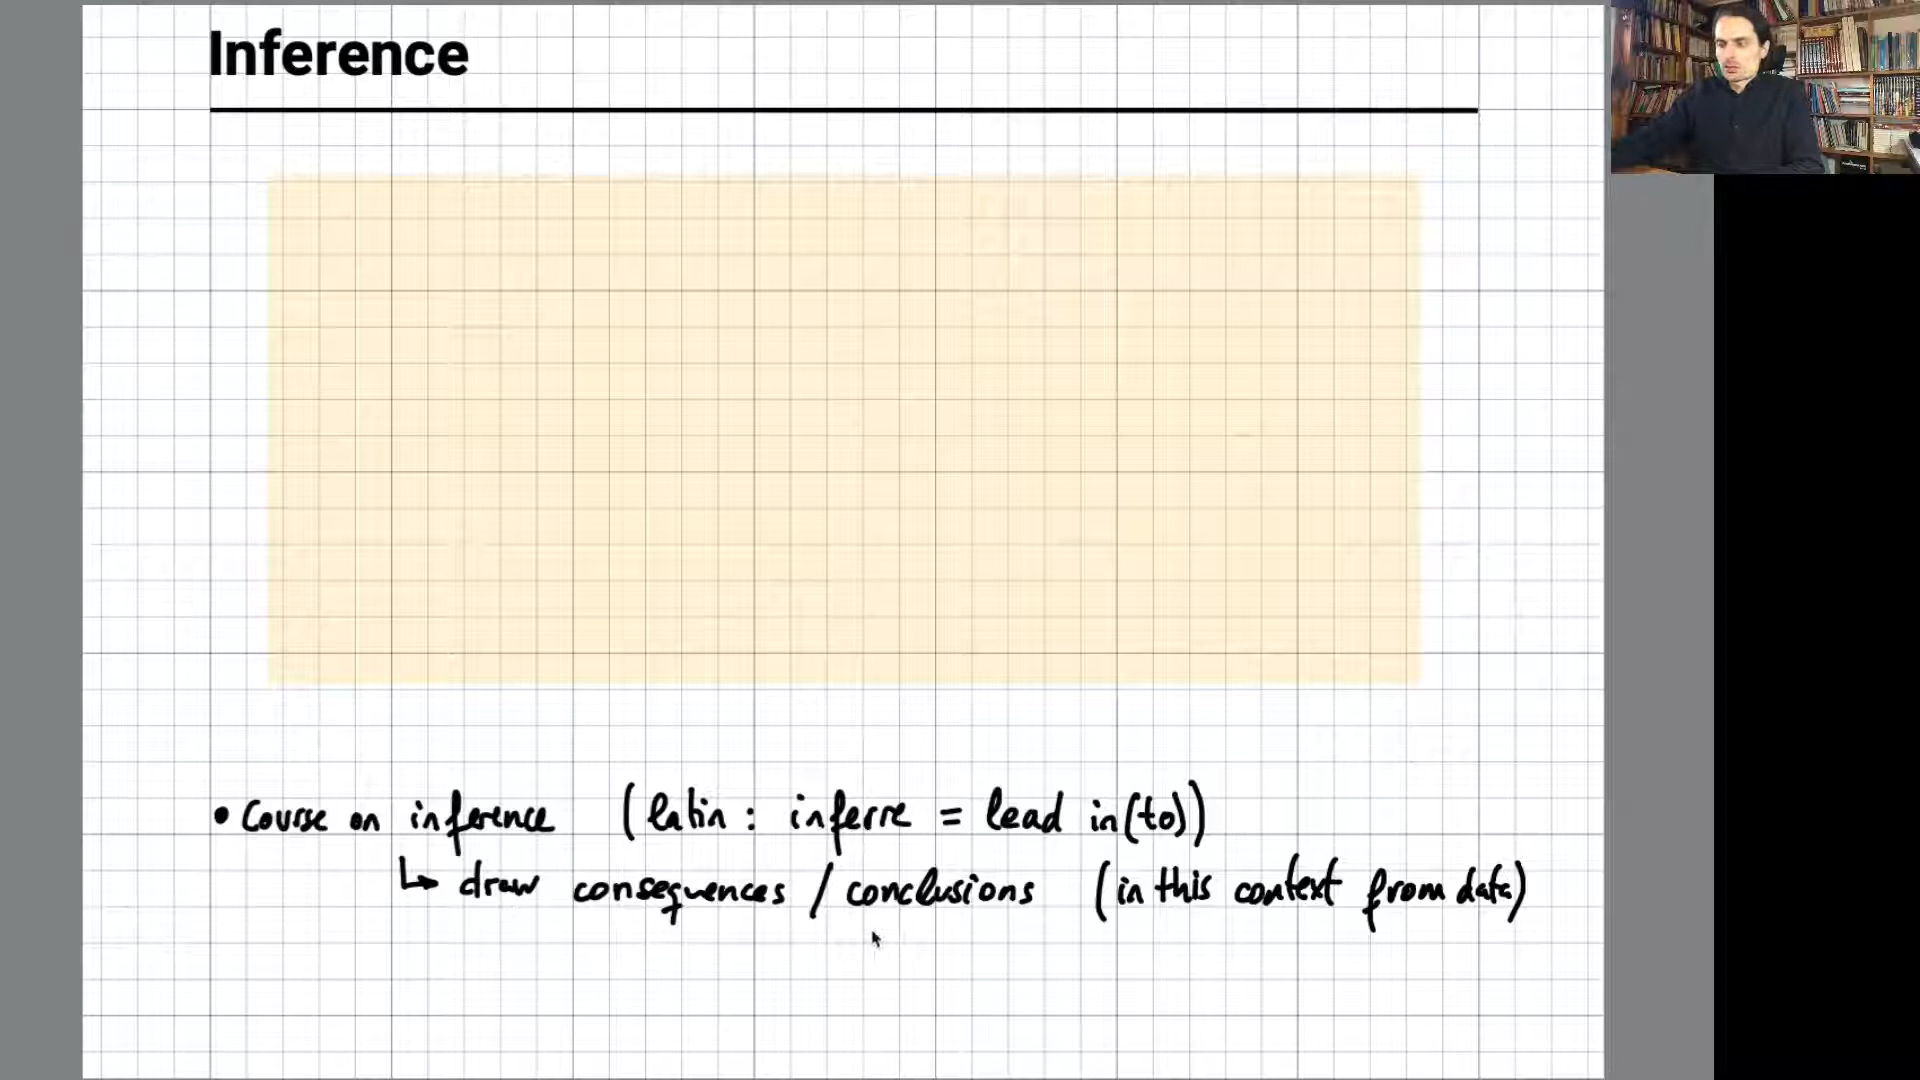 Inference
• Course on inference (latin: inferre = lead in(to))
↳ draw consequences / conclusions (in this context from data)